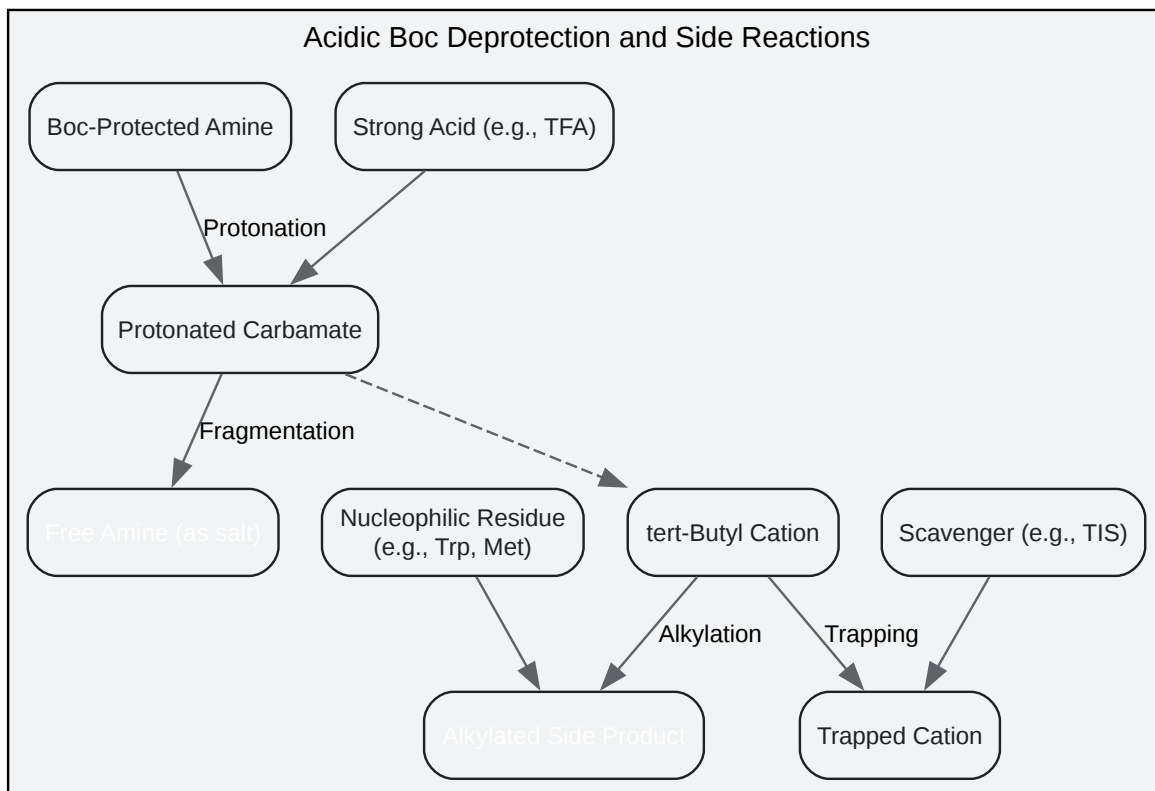 Acidic Boc Deprotection and Side Reactions
Boc-Protected Amine
Strong Acid (e.g., TFA)
Protonation
Protonated Carbamate
Fragmentation
Free Amine (as salt)
Nucleophilic Residue
(e.g., Trp, Met)
tert-Butyl Cation
Scavenger (e.g., TIS)
Alkylation
Trapping
Alkylated Side Product
Trapped Cation